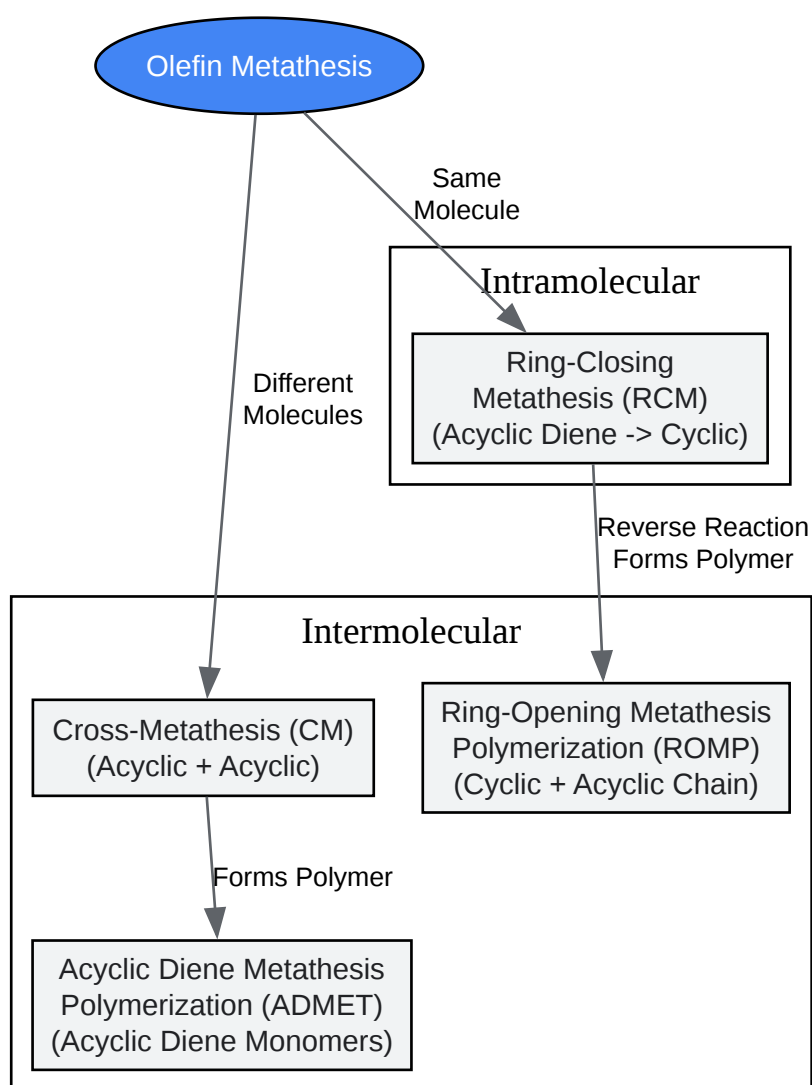 Olefin Metathesis
Same
Molecule
Intramolecular
Ring-Closing
Metathesis (RCM)
(Acyclic Diene -> Cyclic)
Different
Molecules
Reverse Reaction
Forms Polymer
Intermolecular
Cross-Metathesis (CM)
(Acyclic + Acyclic)
Ring-Opening Metathesis
Polymerization (ROMP)
(Cyclic + Acyclic Chain)
Forms Polymer
Acyclic Diene Metathesis
Polymerization (ADMET)
(Acyclic Diene Monomers)